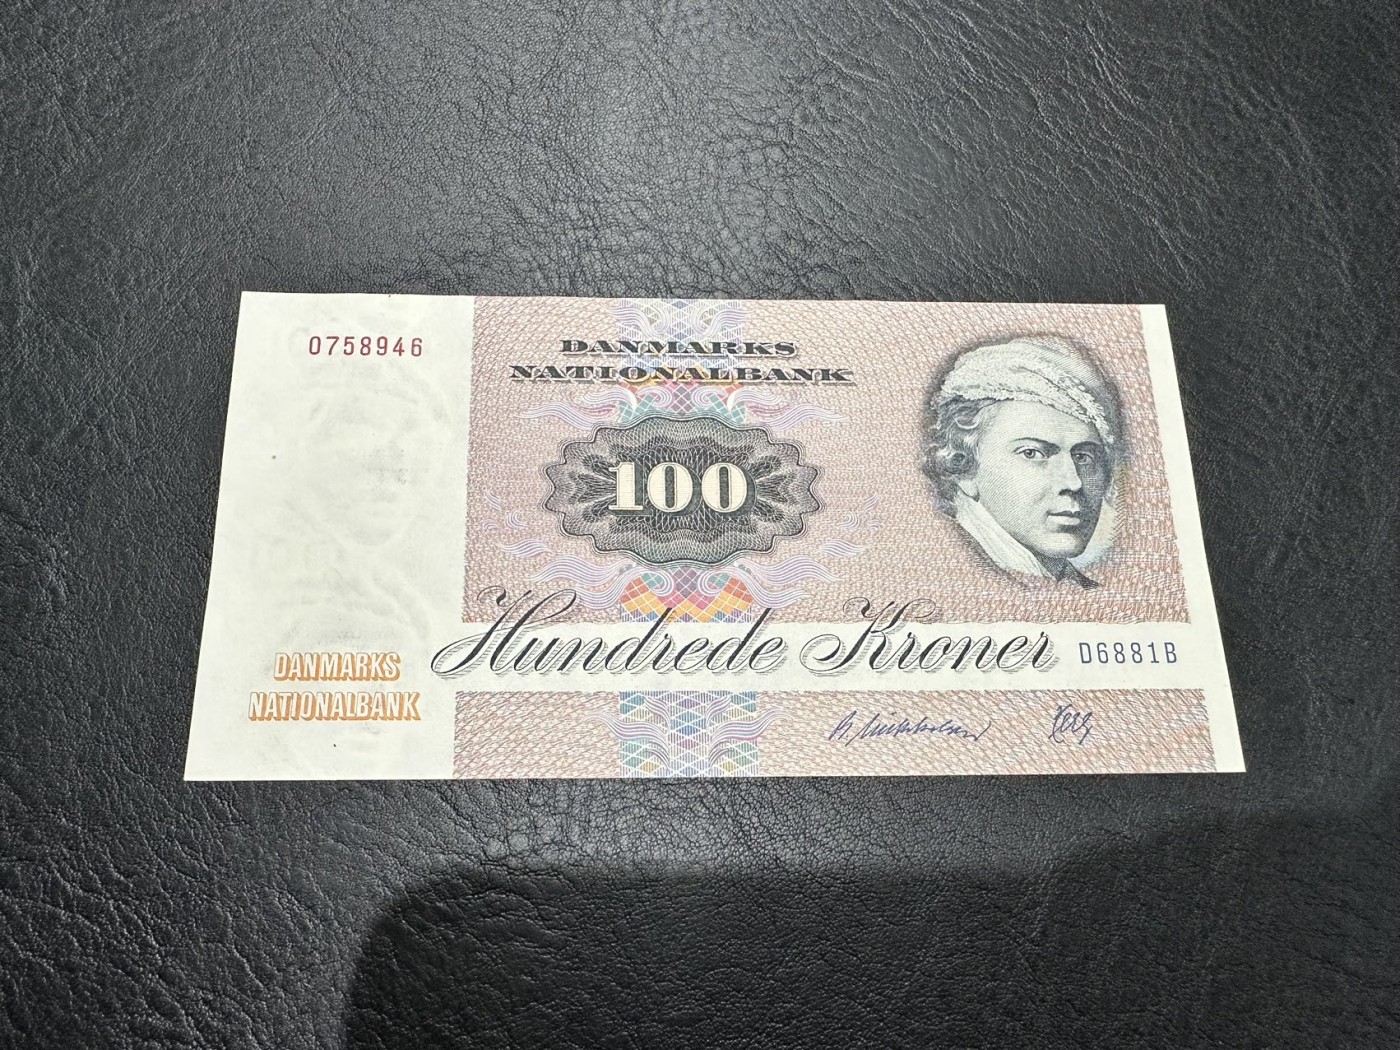 0758946
DANMARKS
NATIONALBANK
100
Hundrede Kroner
D6881B
DANMARKS
NATIONALBANK